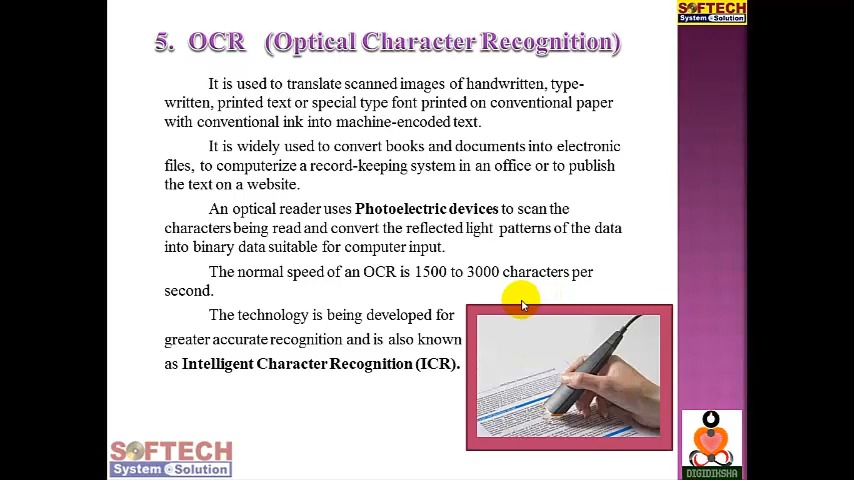 SOFTECH
System Solution
5. OCR (Optical Character Recognition)
It is used to translate scanned images of handwritten, type-
written, printed text or special type font printed on conventional paper
with conventional ink into machine-encoded text.
It is widely used to convert books and documents into electronic
files, to computerize a record-keeping system in an office or to publish
the text on a website.
An optical reader uses Photoelectric devices to scan the
characters being read and convert the reflected light patterns of the data
into binary data suitable for computer input.
The normal speed of an OCR is 1500 to 3000 characters per
second.
The technology is being developed for
greater accurate recognition and is also known
as Intelligent Character Recognition (ICR).
SOFTECH
System Solution
DIGIDIKSHA